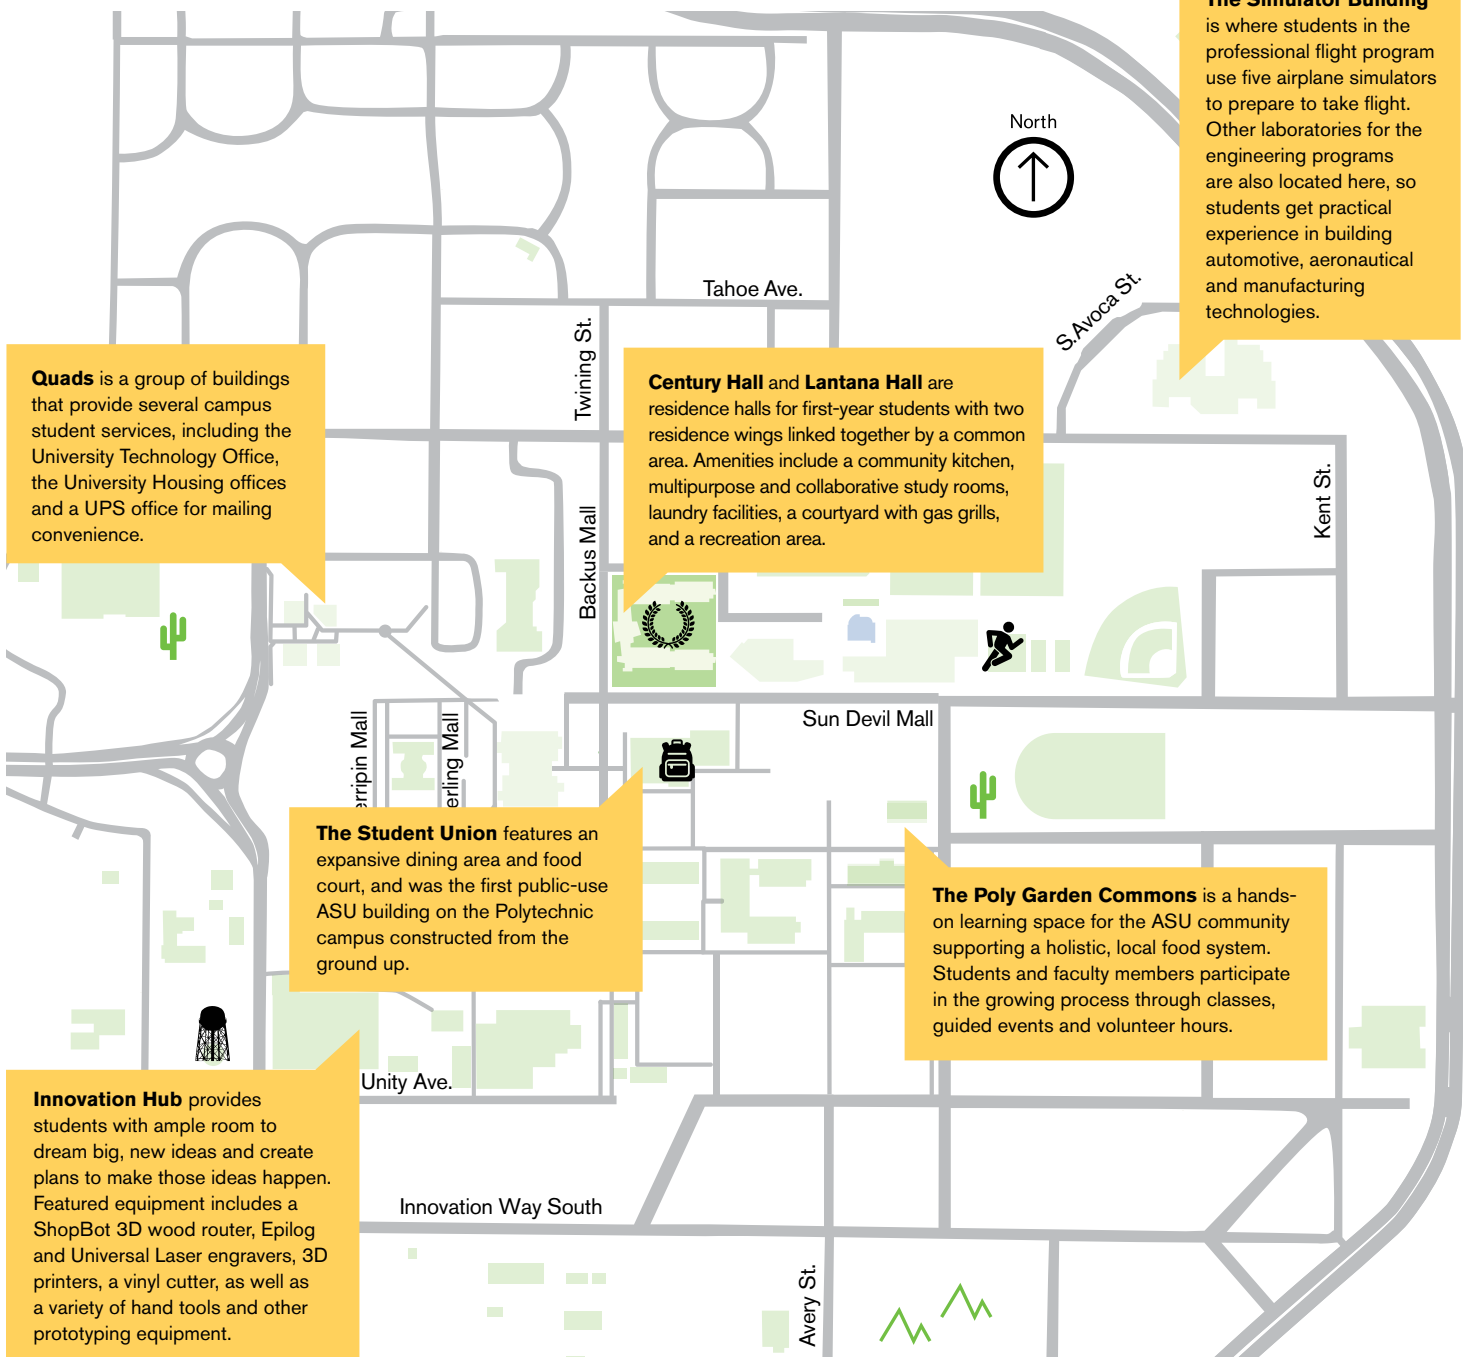 The Simulator Building
is where students in the
professional flight program
use five airplane simulators
to prepare to take flight.
Other laboratories for the
engineering programs
are also located here, so
students get practical
experience in building
automotive, aeronautical
and manufacturing
technologies.
North
Tahoe Ave.
S.Avoca St.
Twining St.
Quads is a group of buildings
that provide several campus
student services, including the
University Technology Office,
the University Housing offices
and a UPS office for mailing
convenience.
Century Hall and Lantana Hall are
residence halls for first-year students with two
residence wings linked together by a common
area. Amenities include a community kitchen,
multipurpose and collaborative study rooms,
laundry facilities, a courtyard with gas grills,
and a recreation area.
Kent St.
Backus Mall
Sun Devil Mall
erripin Mall
erling Mall
The Student Union features an
expansive dining area and food
court, and was the first public-use
ASU building on the Polytechnic
campus constructed from the
ground up.
The Poly Garden Commons is a hands-
on learning space for the ASU community
supporting a holistic, local food system.
Students and faculty members participate
in the growing process through classes,
guided events and volunteer hours.
Unity Ave.
Innovation Hub provides
students with ample room to
dream big, new ideas and create
plans to make those ideas happen.
Featured equipment includes a
ShopBot 3D wood router, Epilog
and Universal Laser engravers, 3D
printers, a vinyl cutter, as well as
a variety of hand tools and other
prototyping equipment.
Innovation Way South
Avery St.